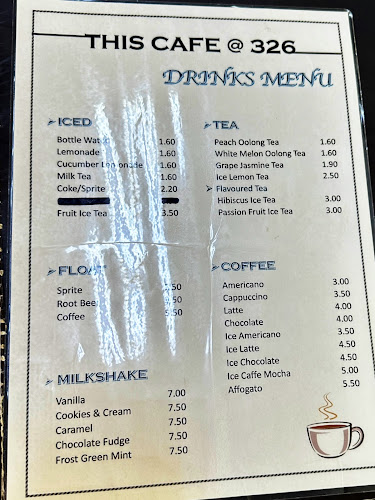 THIS CAFE @ 326
DRINKS MENU
ICED
Bottle Water 1.60
Lemonade 1.60
Cucumber Lemonade 1.60
Milk Tea 1.60
Coke/Sprite 2.20
Fruit Ice Tea 3.50
FLOAT
Sprite
Root Beer
Coffee
MILKSHAKE
Vanilla 7.00
Cookies & Cream 7.50
Caramel 7.50
Chocolate Fudge 7.50
Frost Green Mint 7.50
TEA
Peach Oolong Tea 1.60
White Melon Oolong Tea 1.60
Grape Jasmine Tea 1.90
Ice Lemon Tea 2.50
Flavoured Tea
Hibiscus Ice Tea 3.00
Passion Fruit Ice Tea 3.00
COFFEE
Americano 3.00
Cappuccino 3.50
Latte 4.00
Chocolate 4.00
Ice Americano 3.50
Ice Latte 4.50
Ice Chocolate 4.50
Ice Caffe Mocha 5.00
Affogato 5.50